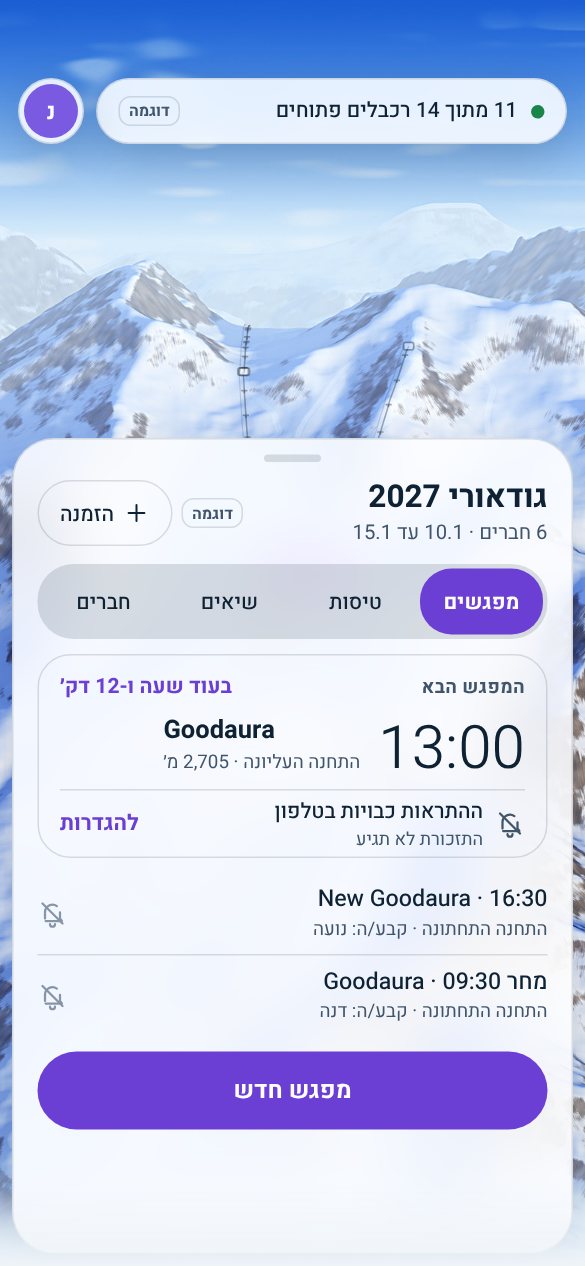 11 מתוך 14 רכבלים פתוחים
דוגמה
נ
גודאורי 2027
6 חברים · 10.1 עד 15.1
דוגמה
הזמנה
מפגשים
טיסות
שיאים
חברים
המפגש הבא
בעוד שעה ו-12 דק׳
13:00
Goodaura
התחנה העליונה · 2,705 מ׳
ההתראות כבויות בטלפון
התזכורת לא תגיע
להגדרות
16:30 · New Goodaura
התחנה התחתונה · קבע/ה: נועה
מחר 09:30 · Goodaura
התחנה התחתונה · קבע/ה: דנה
מפגש חדש